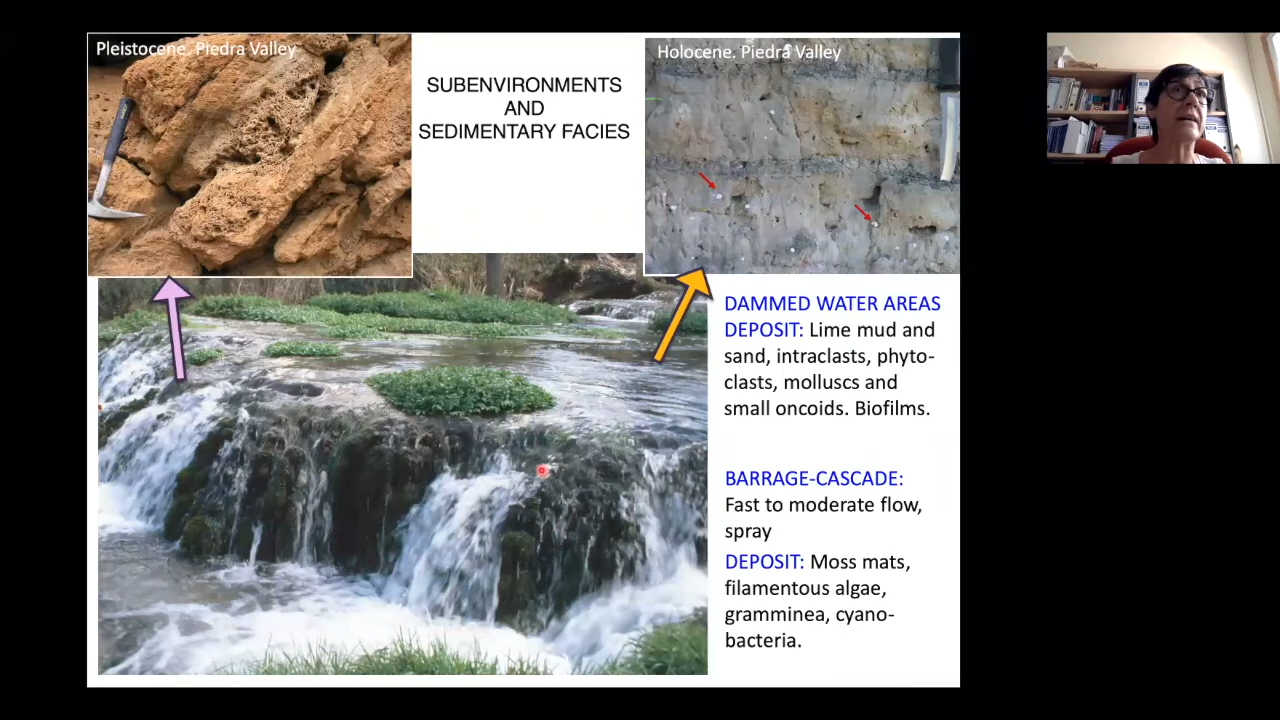 Pleistocene. Piedra Valley
SUBENVIRONMENTS
AND
SEDIMENTARY FACIES
Holocene. Piedra Valley
DAMMED WATER AREAS
DEPOSIT: Lime mud and
sand, intraclasts, phyto-
clasts, molluscs and
small oncoids. Biofilms.
BARRAGE-CASCADE:
Fast to moderate flow,
spray
DEPOSIT: Moss mats,
filamentous algae,
gramminea, cyano-
bacteria.